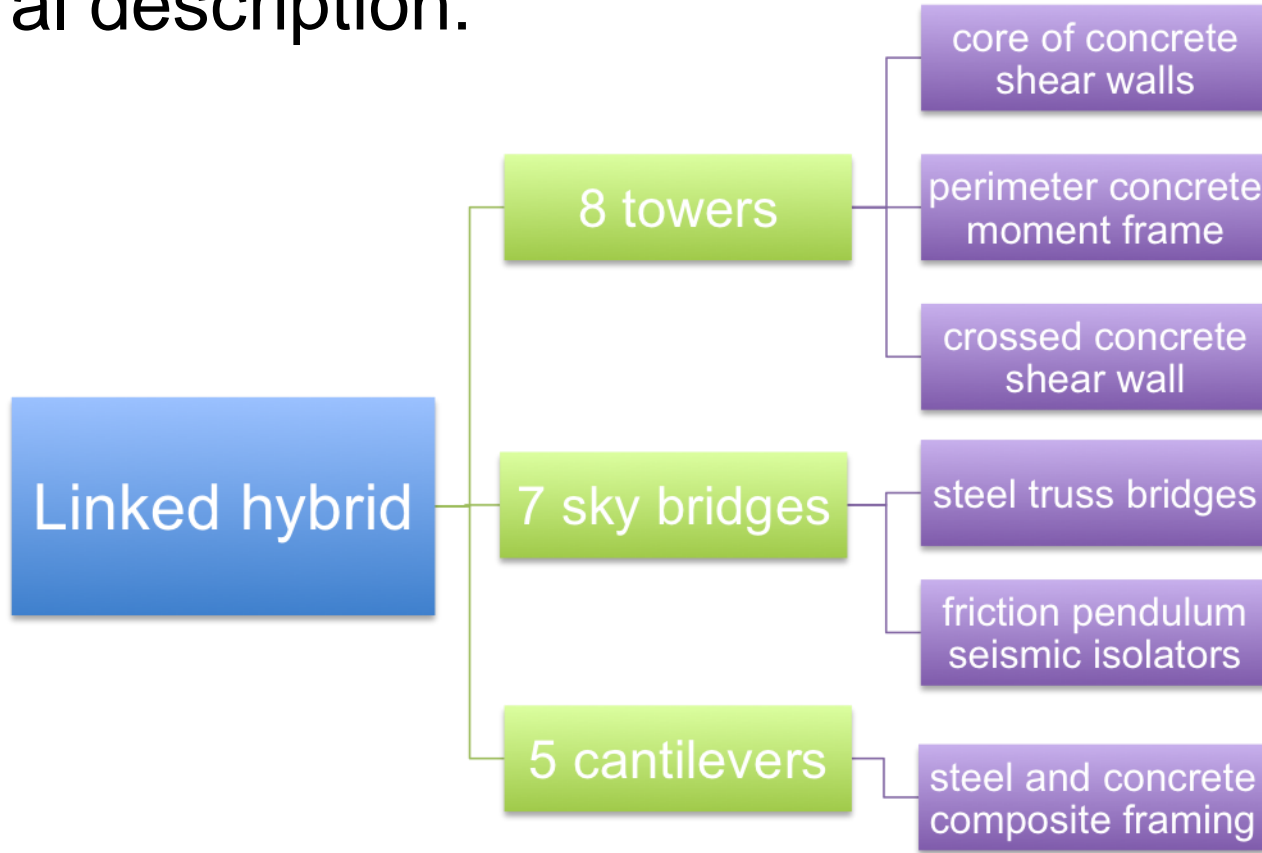 al description.
core of concrete
shear walls
8 towers
perimeter concrete
moment frame
crossed concrete
shear wall
Linked hybrid
7 sky bridges
steel truss bridges
friction pendulum
seismic isolators
5 cantilevers
steel and concrete
composite framing